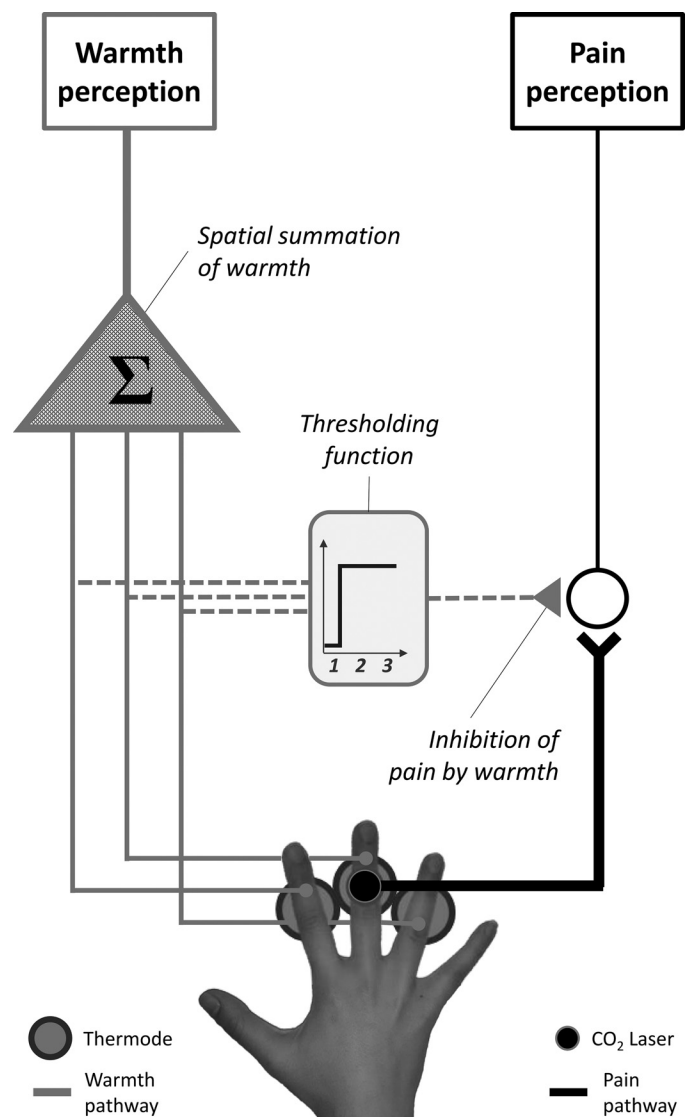 Warmth
perception
Pain
perception
Spatial summation
of warmth
Σ
Thresholding
function
1 2 3
Inhibition of
pain by warmth
Thermode
CO₂ Laser
Warmth
pathway
Pain
pathway